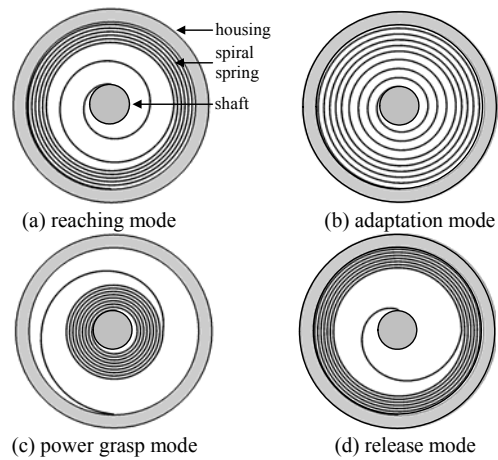 housing
spiral
spring
shaft
(a) reaching mode
(b) adaptation mode
(c) power grasp mode
(d) release mode